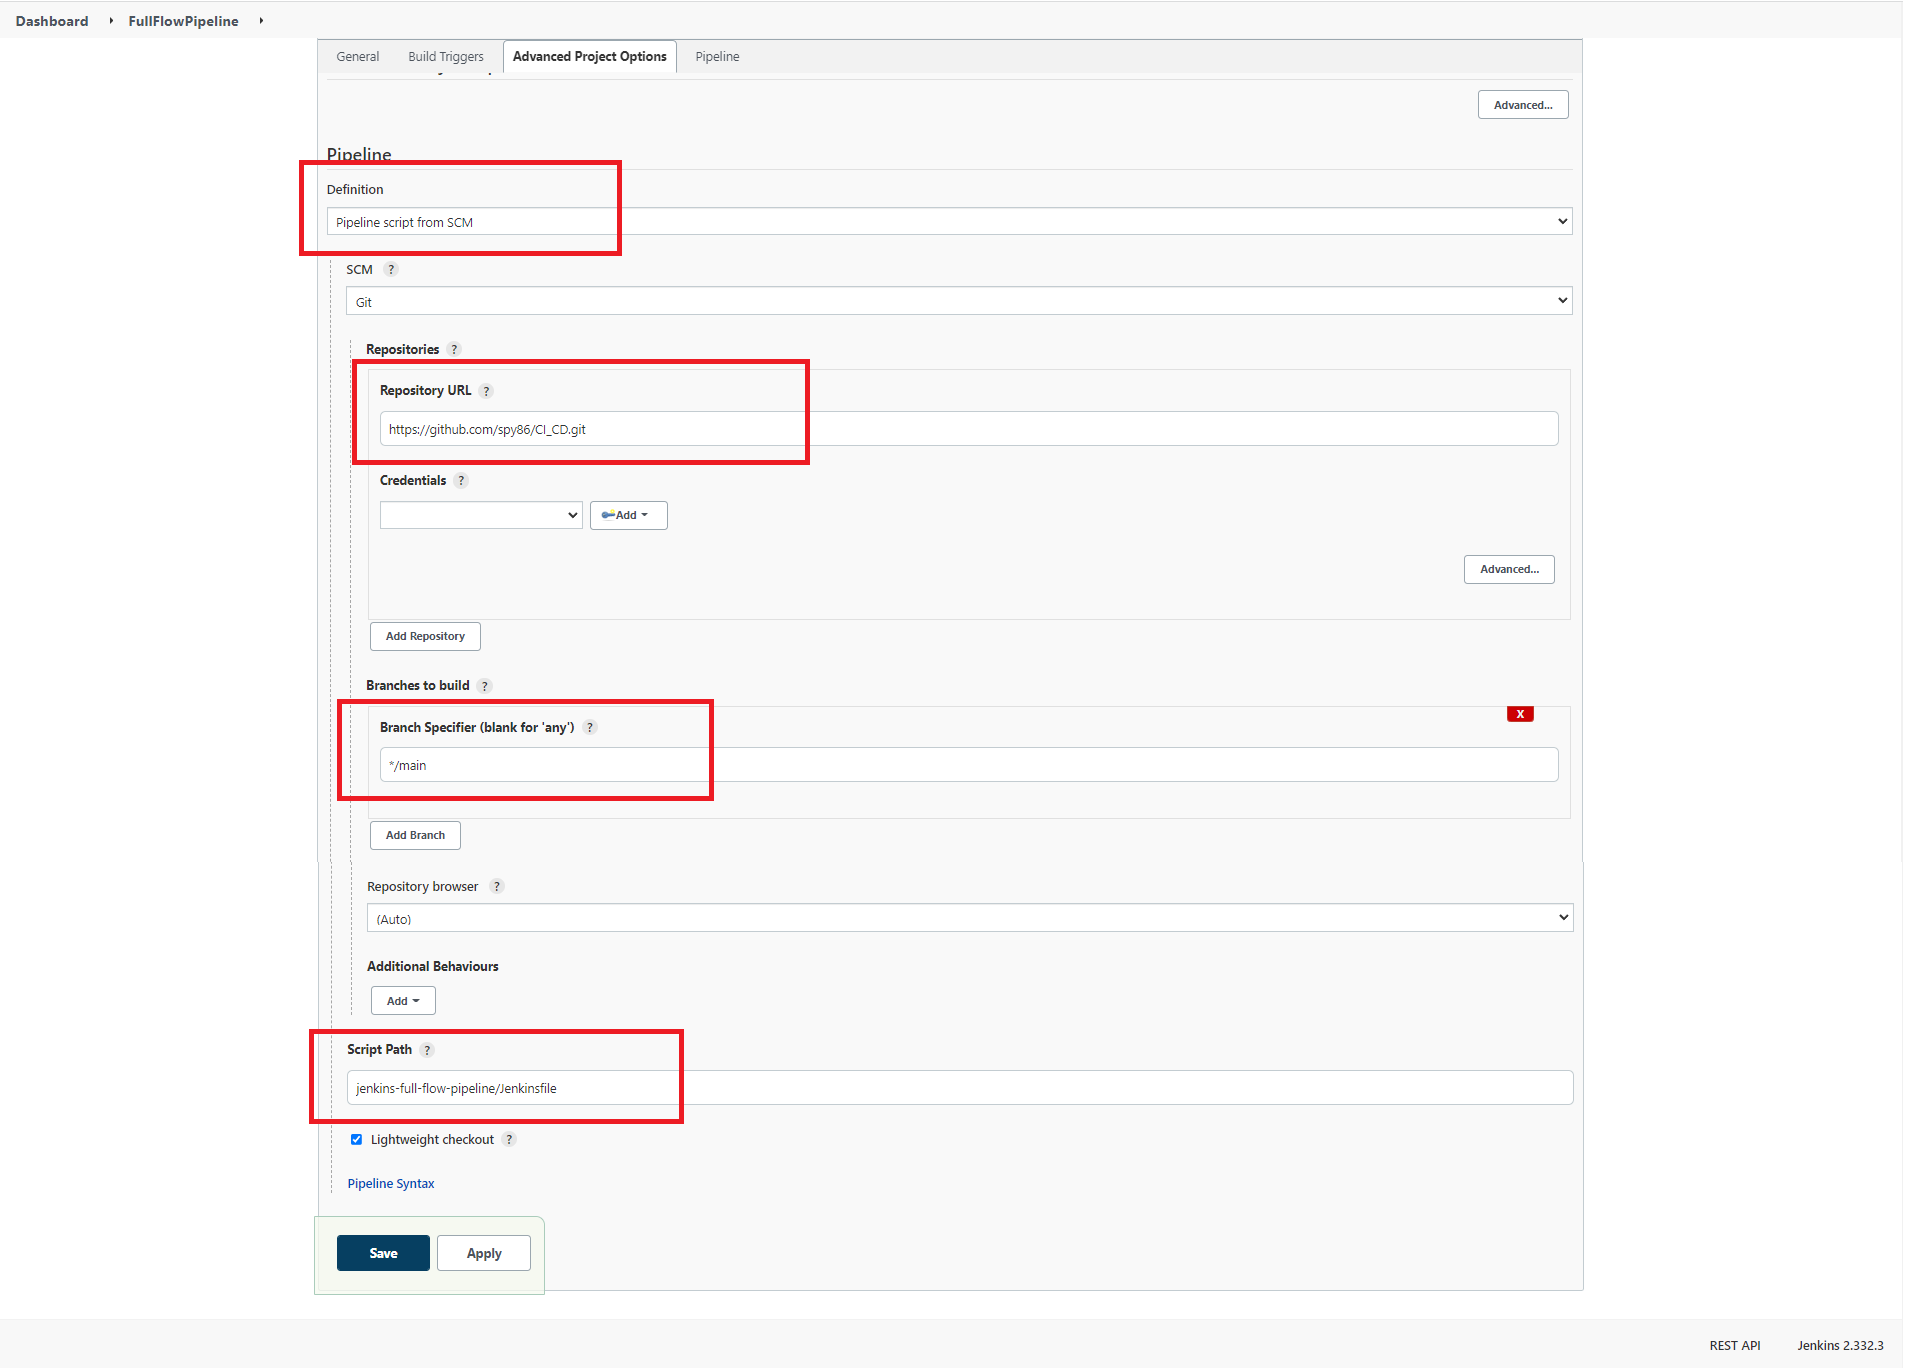 Dashboard FullFlowPipeline
General Build Triggers Advanced Project Options Pipeline
Advanced...
Pipeline
Definition
Pipeline script from SCM
SCM ?
Git
Repositories ?
Repository URL ?
https://github.com/spy86/CI_CD.git
Credentials ?
Add
Advanced...
Add Repository
Branches to build ?
X
Branch Specifier (blank for 'any') ?
*/main
Add Branch
Repository browser ?
(Auto)
Additional Behaviours
Add
Script Path ?
jenkins-full-flow-pipeline/Jenkinsfile
Lightweight checkout ?
Pipeline Syntax
Save Apply
REST API Jenkins 2.332.3